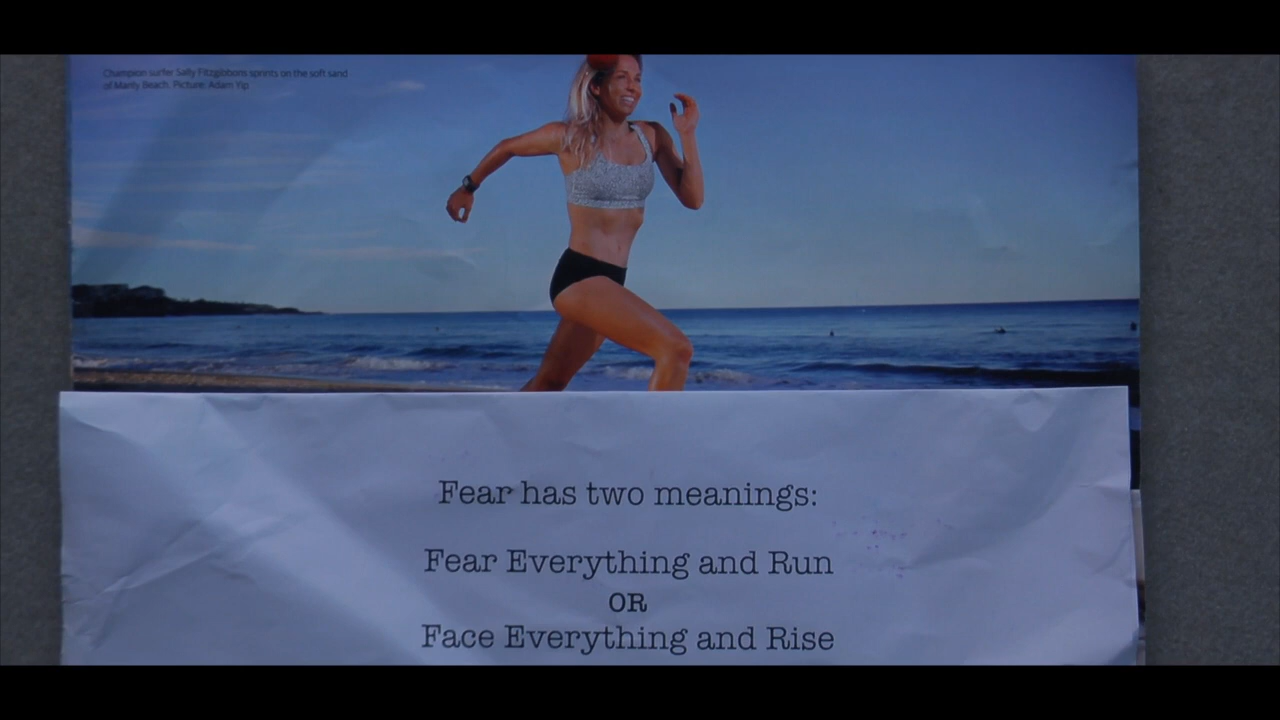 Champion surfer Sally Fitzgibbons sprints on the soft sand
of Manly Beach. Picture: Adam Yip
Fear has two meanings:
Fear Everything and Run
OR
Face Everything and Rise